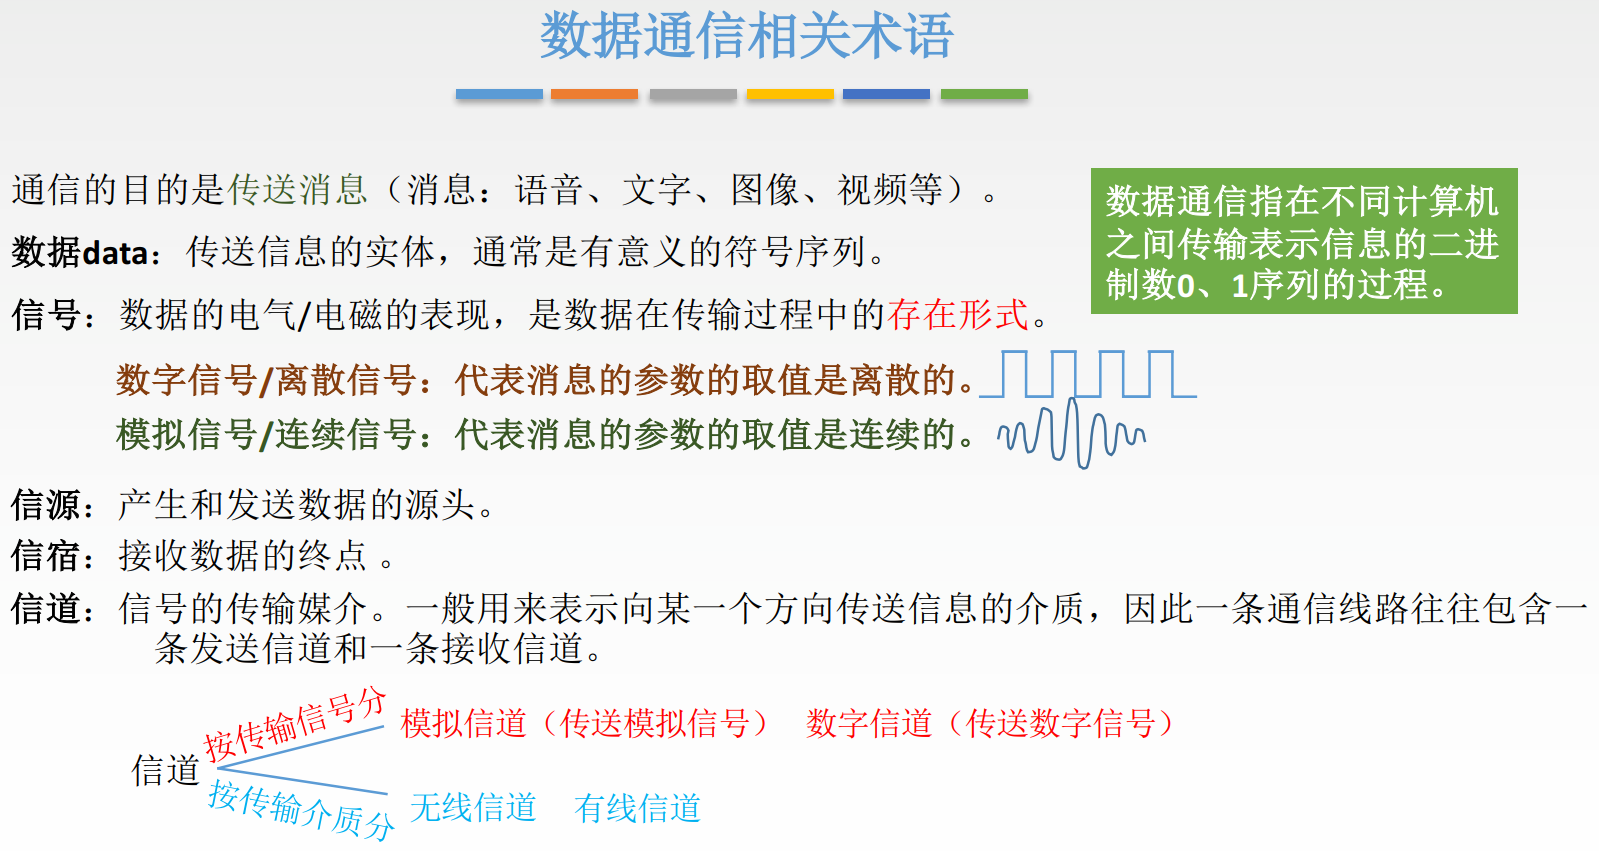 数据通信相关术语
通信的目的是传送消息（消息：语音、文字、图像、视频等）。
数据通信指在不同计算机
之间传输表示信息的二进
制数0、1序列的过程。
数据data：传送信息的实体，通常是有意义的符号序列。
信号：数据的电气/电磁的表现，是数据在传输过程中的存在形式。
数字信号/离散信号：代表消息的参数的取值是离散的。
模拟信号/连续信号：代表消息的参数的取值是连续的。
信源：产生和发送数据的源头。
信宿：接收数据的终点 。
信道：信号的传输媒介。一般用来表示向某一个方向传送信息的介质，因此一条通信线路往往包含一
条发送信道和一条接收信道。
信道
按传输信号分
模拟信道（传送模拟信号） 数字信道（传送数字信号）
按传输介质分
无线信道 有线信道